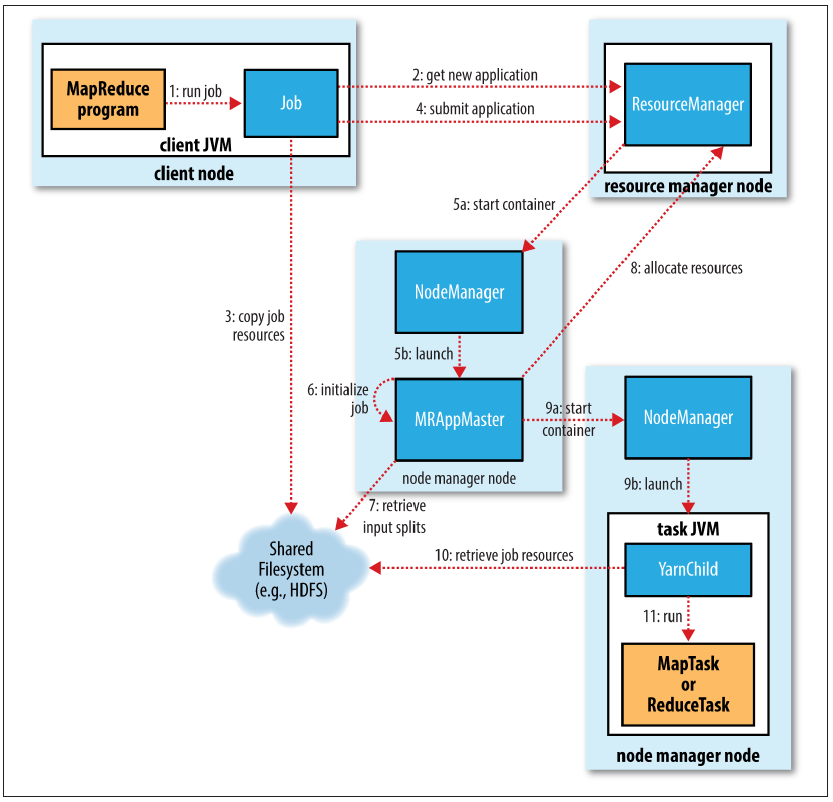 MapReduce
program
1: run job
Job
client JVM
client node
2: get new application
4: submit application
ResourceManager
resource manager node
5a: start container
8: allocate resources
3: copy job
resources
NodeManager
5b: launch
6: initialize
job
MRAppMaster
node manager node
9a: start
container
7: retrieve
input splits
Shared
Filesystem
(e.g., HDFS)
NodeManager
9b: launch
task JVM
10: retrieve job resources
YarnChild
11: run
MapTask
or
ReduceTask
node manager node